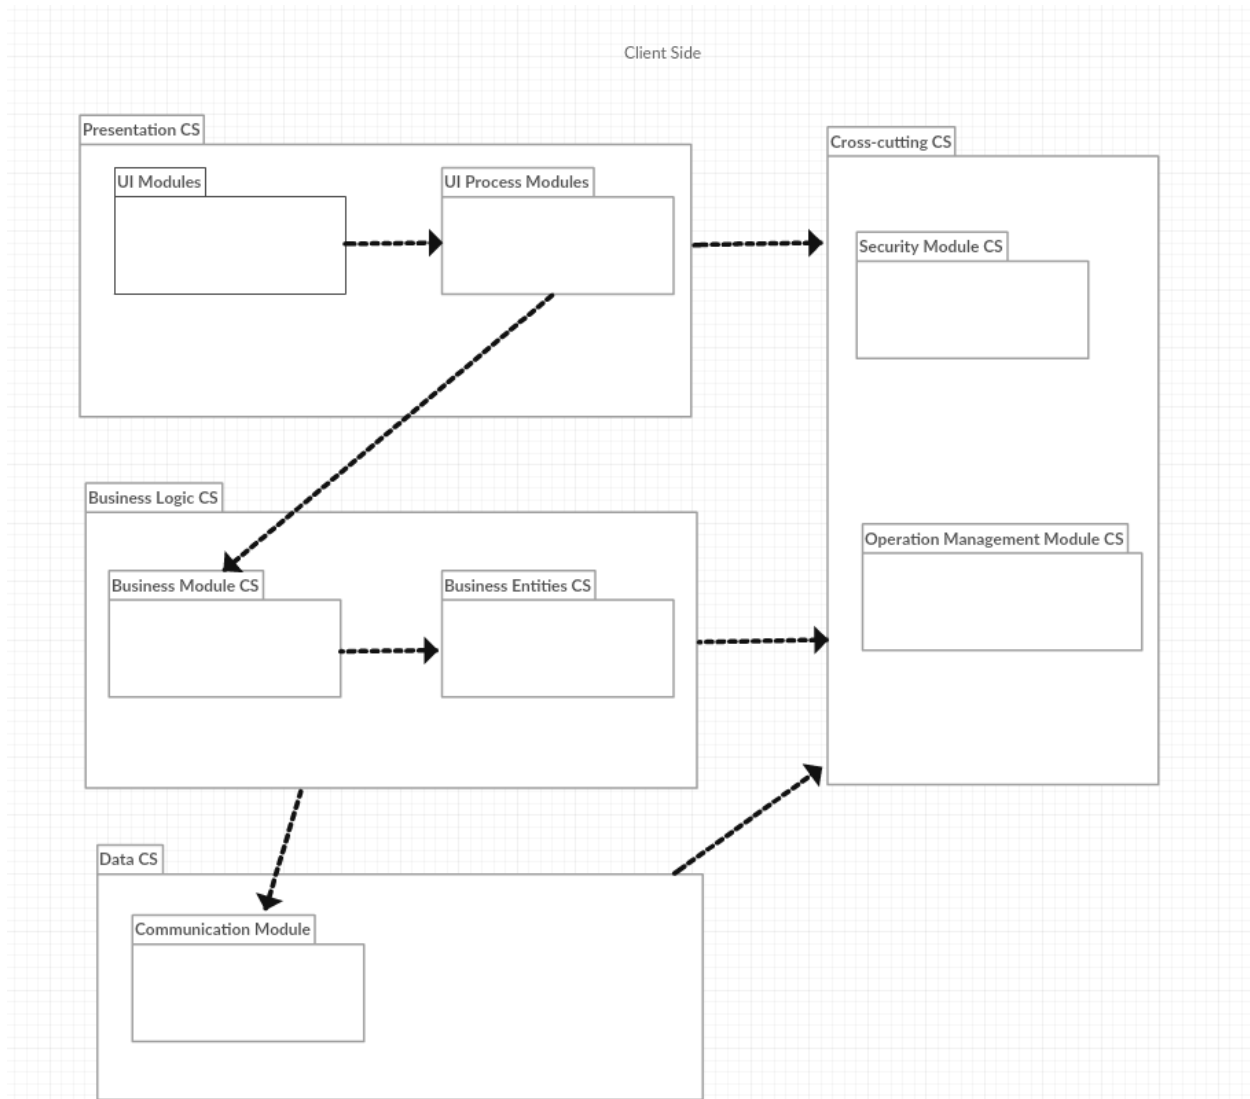 Client Side
Presentation CS
Cross-cutting CS
UI Modules
UI Process Modules
Security Module CS
Business Logic CS
Operation Management Module CS
Business Module CS
Business Entities CS
Data CS
Communication Module